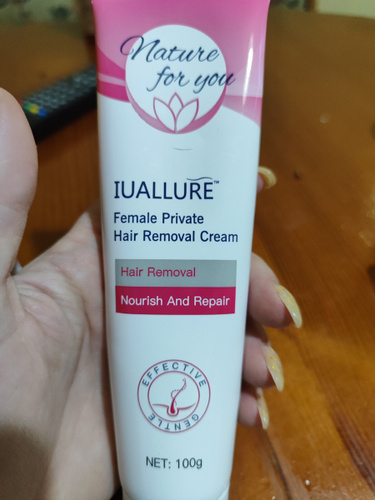 Nature
for you
IUALLURE™
Female Private
Hair Removal Cream
Hair Removal
Nourish And Repair
EFFECTIVE
GENTLE
NET: 100g